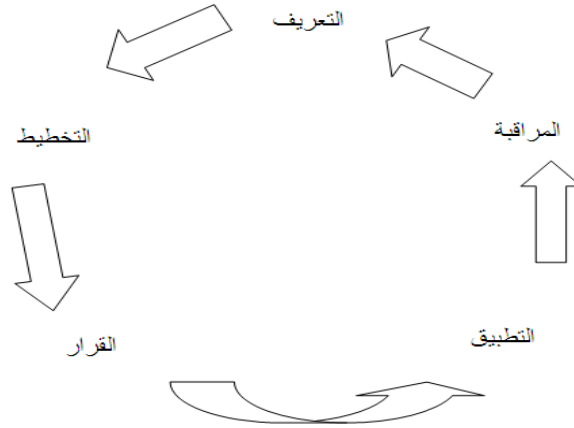 التعريف
المراقبة
التخطيط
التطبيق
القرار